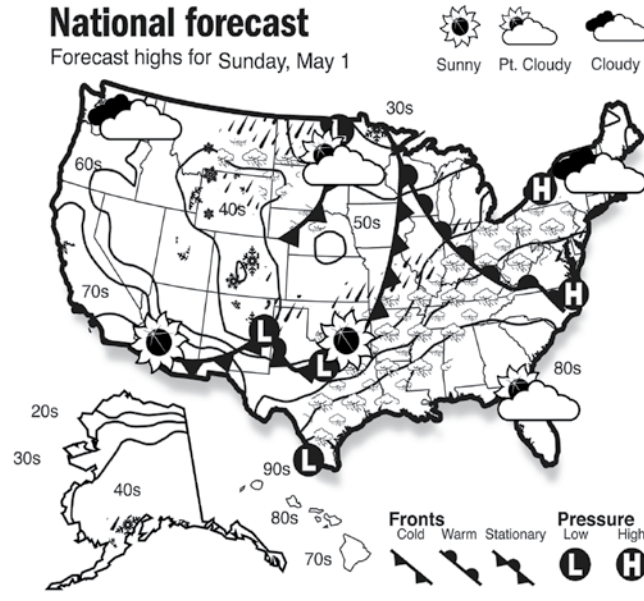 National forecast
Forecast highs for Sunday, May 1
Sunny Pt. Cloudy Cloudy
30s
60s
40s
50s
70s
80s
20s
30s
40s
90s
80s
70s
L
H
H
L
L
L
Fronts Pressure
Cold Warm Stationary Low High
L H